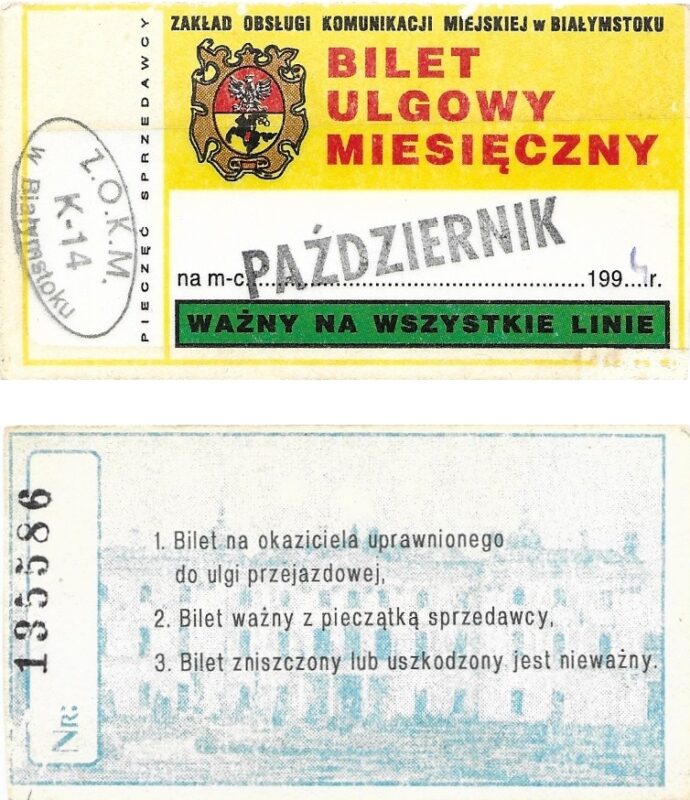 ZAKŁAD OBSŁUGI KOMUNIKACJI MIEJSKIEJ w BIAŁYMSTOKU
BILET
ULGOWY
MIESIĘCZNY
PIECZĘĆ SPRZEDAWCY
Z.O.K.M.
K-14
w Białymstoku
PAŹDZIERNIK
na m-c..................................................1994r.
WAŻNY NA WSZYSTKIE LINIE
Nr: 195586
1. Bilet na okaziciela uprawnionego
do ulgi przejazdowej,
2. Bilet ważny z pieczątką sprzedawcy,
3. Bilet zniszczony lub uszkodzony jest nieważny.